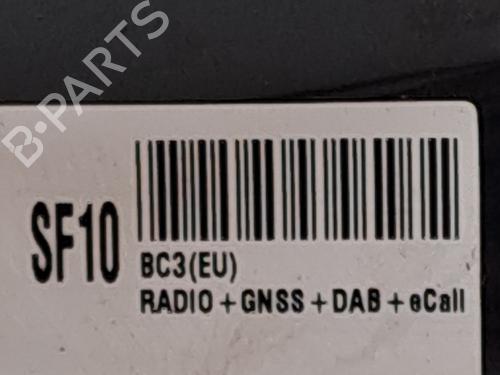 B-PARTS
SF10
BC3(EU)
RADIO+GNSS+DAB+eCall